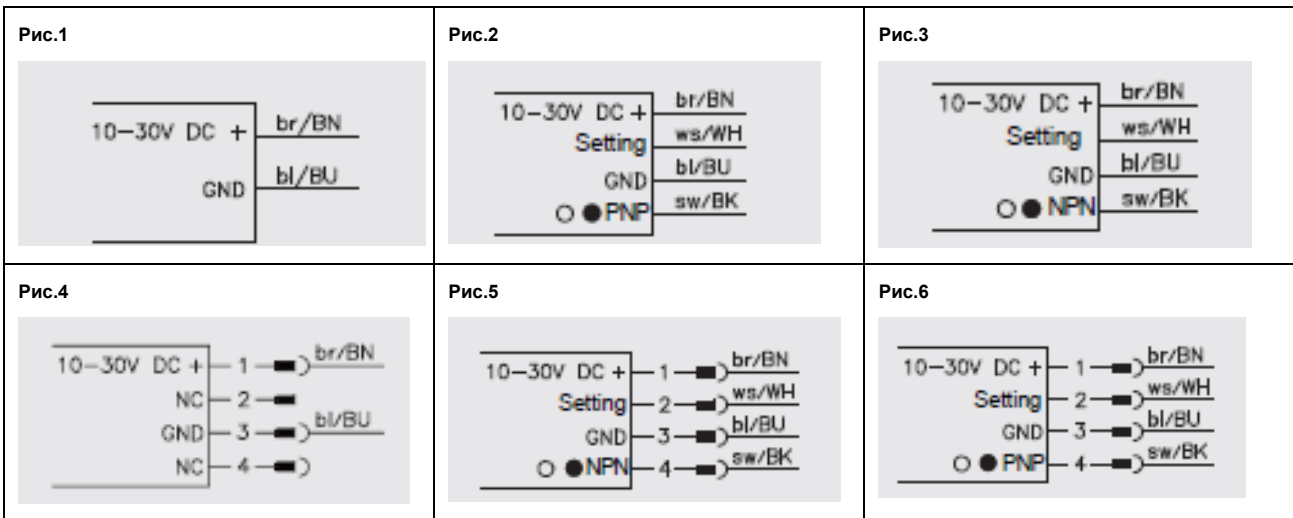 Рис.1
10-30V DC + br/BN
GND bl/BU
Рис.2
10-30V DC + br/BN
Setting ws/WH
GND bl/BU
PNP sw/BK
Рис.3
10-30V DC + br/BN
Setting ws/WH
GND bl/BU
NPN sw/BK
Рис.4
10-30V DC + 1 br/BN
NC 2
GND 3 bl/BU
NC 4
Рис.5
10-30V DC + 1 br/BN
Setting 2 ws/WH
GND 3 bl/BU
NPN 4 sw/BK
Рис.6
10-30V DC + 1 br/BN
Setting 2 ws/WH
GND 3 bl/BU
PNP 4 sw/BK